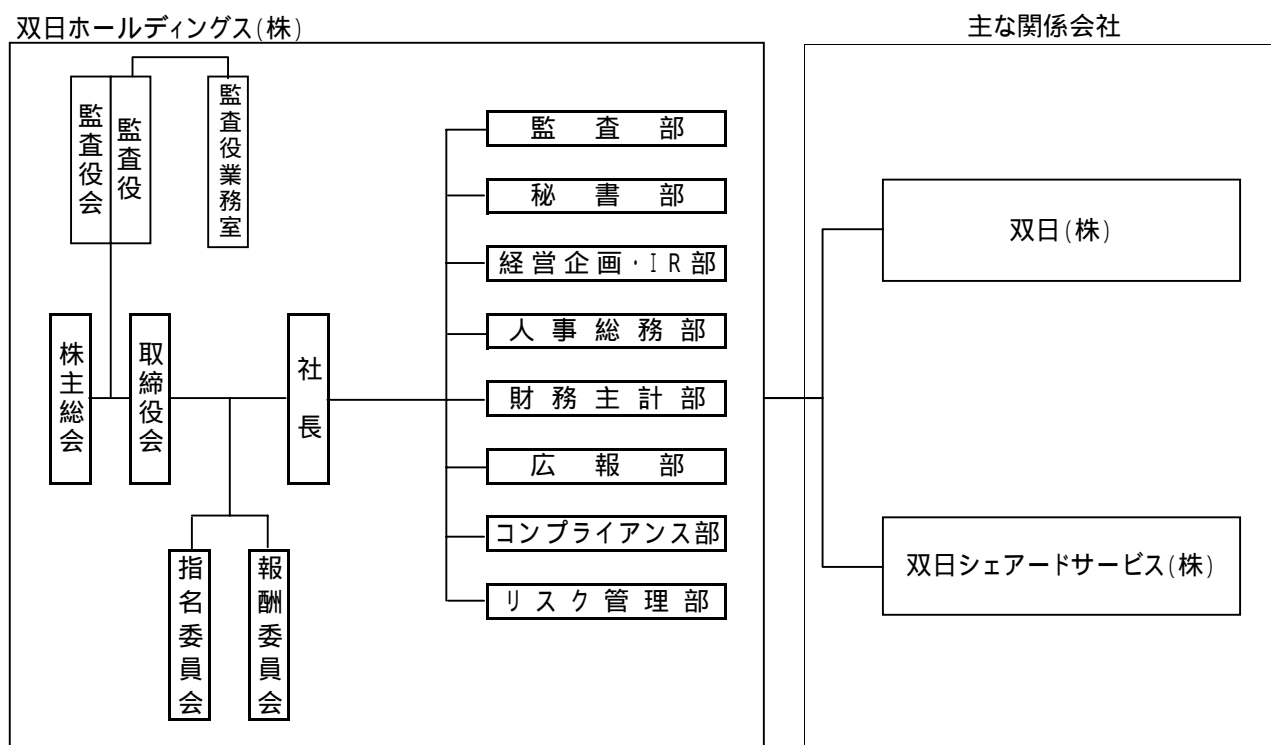 双日ホールディングス(株)
主な関係会社
監査役会
監査役
監査役業務室
株主総会
取締役会
社長
指名委員会
報酬委員会
監査部
秘書部
経営企画・IR部
人事総務部
財務主計部
広報部
コンプライアンス部
リスク管理部
双日(株)
双日シェアードサービス(株)